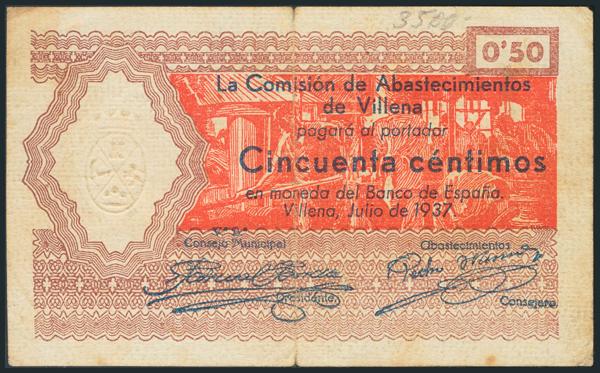 3500
0'50
La Comisión de Abastecimientos
de Villena
pagará al portador
Cincuenta céntimos
en moneda del Banco de España.
Villena, Julio de 1937
V.º B.º
Consejo Municipal
Abastecimientos
Presidente,
Consejero,